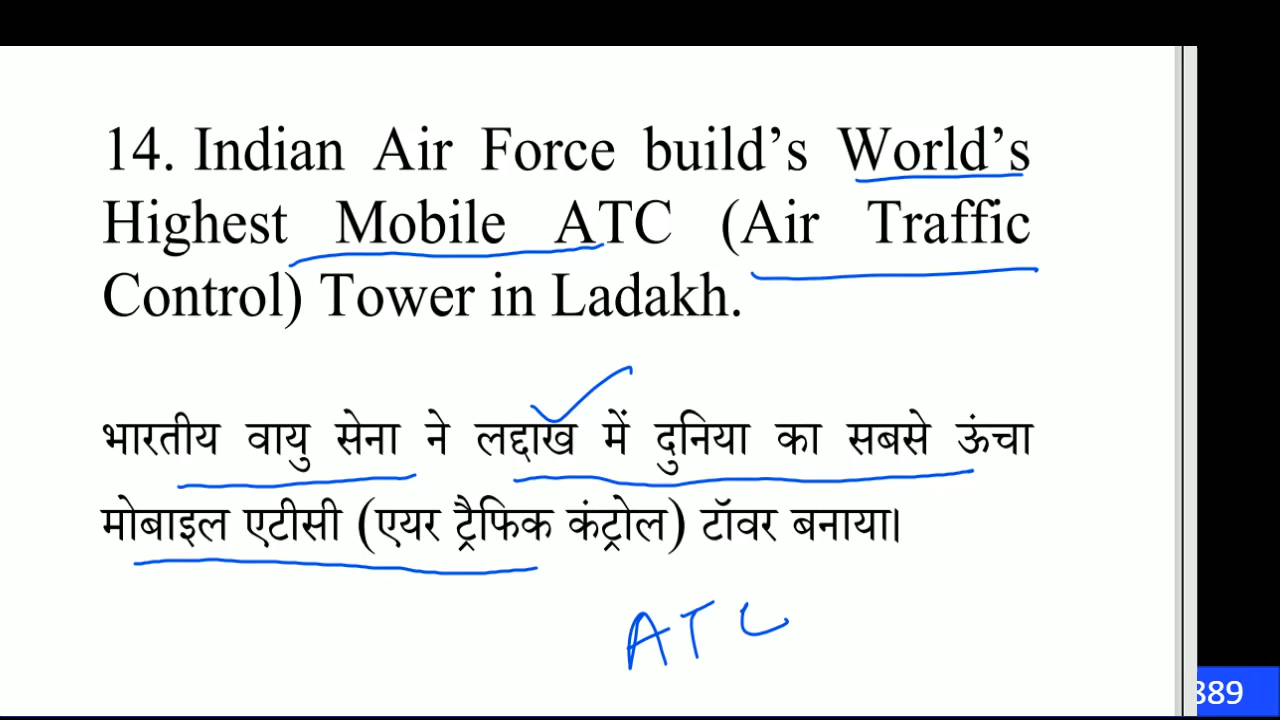 14. Indian Air Force build’s World’s
Highest Mobile ATC (Air Traffic
Control) Tower in Ladakh.
भारतीय वायु सेना ने लद्दाख में दुनिया का सबसे ऊंचा
मोबाइल एटीसी (एयर ट्रैफिक कंट्रोल) टॉवर बनाया।
ATC
389